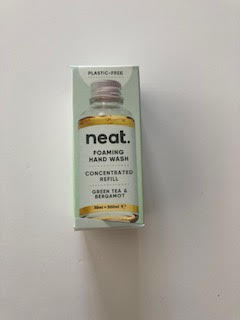 PLASTIC-FREE
neat.
FOAMING
HAND WASH
CONCENTRATED
REFILL
GREEN TEA &
BERGAMOT